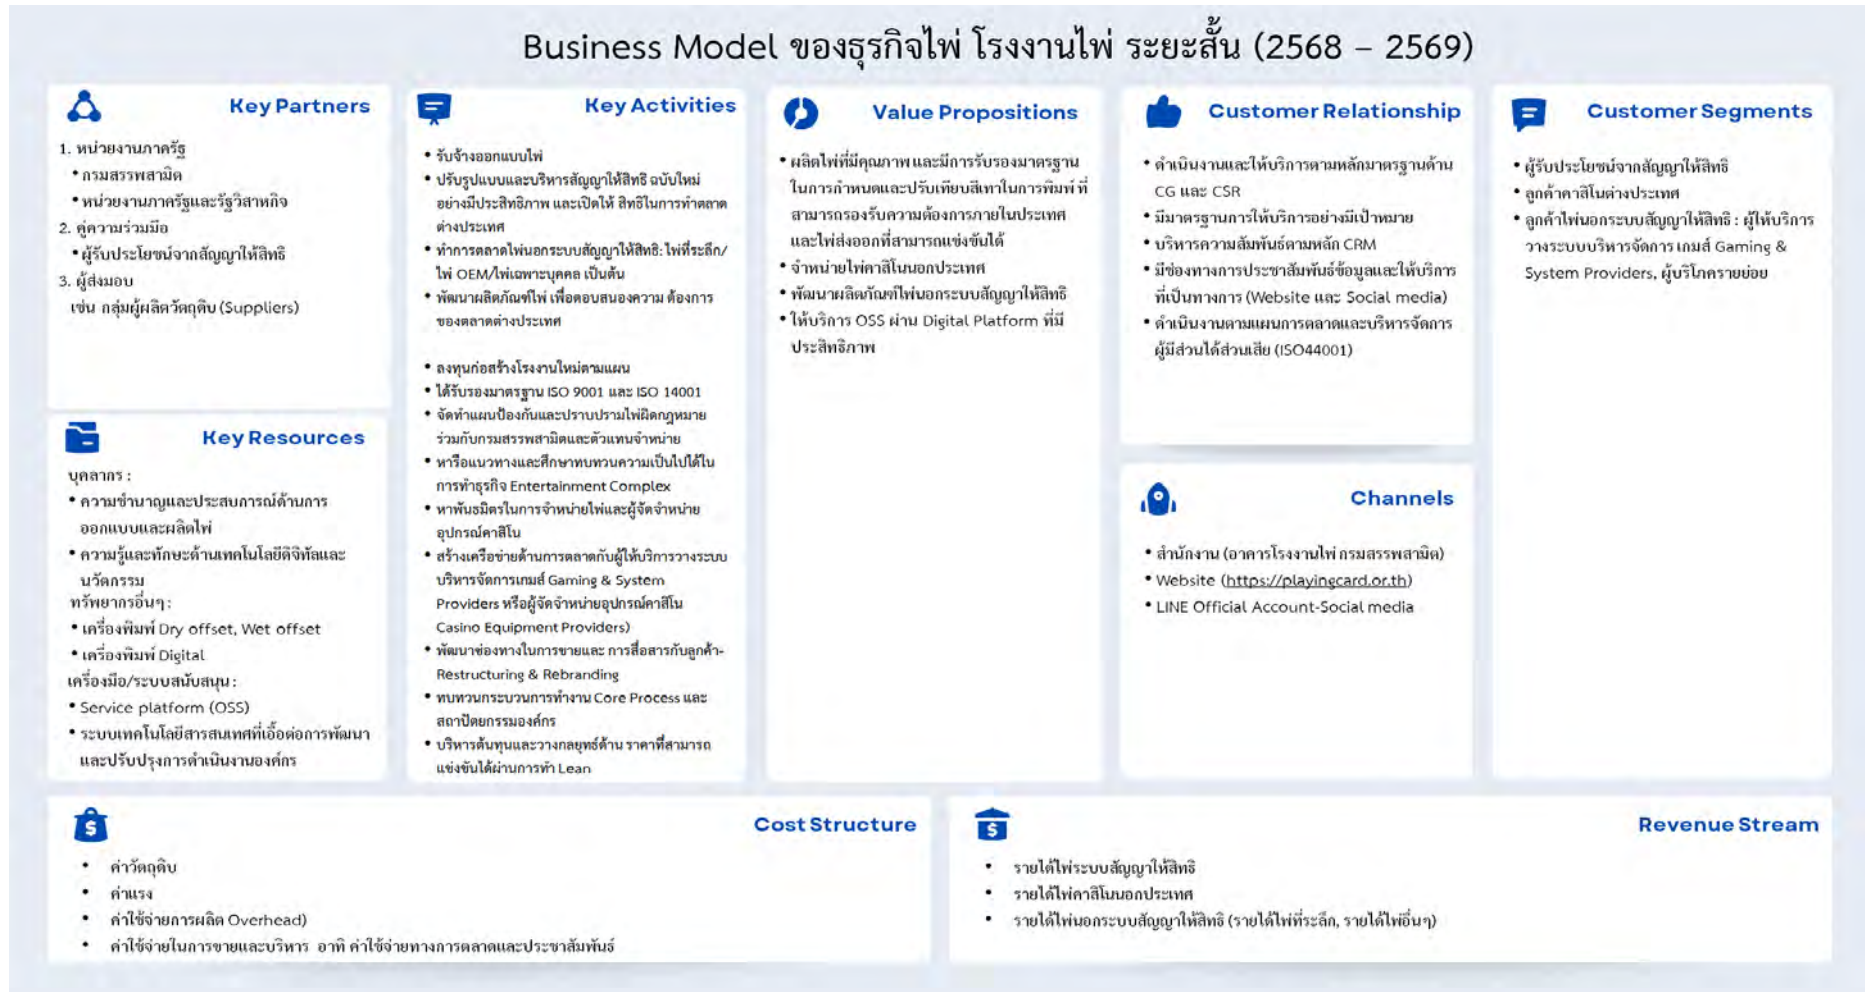 Business Model ของธุรกิจไพ่ โรงงานไพ่ ระยะสั้น (2568 – 2569)
Key Partners
1. หน่วยงานภาครัฐ
• กรมสรรพสามิต
• หน่วยงานภาครัฐและรัฐวิสาหกิจ
2. คู่ความร่วมมือ
• ผู้รับประโยชน์จากสัญญาให้สิทธิ
3. ผู้ส่งมอบ
เช่น กลุ่มผู้ผลิตวัตถุดิบ (Suppliers)
Key Resources
บุคลากร :
• ความชำนาญและประสบการณ์ด้านการ
ออกแบบและผลิตไพ่
• ความรู้และทักษะด้านเทคโนโลยีดิจิทัลและ
นวัตกรรม
ทรัพยากรอื่นๆ :
• เครื่องพิมพ์ Dry offset, Wet offset
• เครื่องพิมพ์ Digital
เครื่องมือ/ระบบสนับสนุน :
• Service platform (OSS)
• ระบบเทคโนโลยีสารสนเทศที่เอื้อต่อการพัฒนา
และปรับปรุงการดำเนินงานองค์กร
Key Activities
• รับจ้างออกแบบไพ่
• ปรับรูปแบบและบริหารสัญญาให้สิทธิ ฉบับใหม่
อย่างมีประสิทธิภาพ และเปิดให้ สิทธิในการทำตลาด
ต่างประเทศ
• ทำการตลาดไพ่นอกระบบสัญญาให้สิทธิ: ไพ่ที่ระลึก/
ไพ่ OEM/ไพ่เฉพาะบุคคล เป็นต้น
• พัฒนาผลิตภัณฑ์ไพ่ เพื่อตอบสนองความ ต้องการ
ของตลาดต่างประเทศ
• ลงทุนก่อสร้างโรงงานใหม่ตามแผน
• ได้รับรองมาตรฐาน ISO 9001 และ ISO 14001
• จัดทำแผนป้องกันและปราบปรามไพ่ผิดกฎหมาย
ร่วมกับกรมสรรพสามิตและตัวแทนจำหน่าย
• หารือแนวทางและศึกษาทบทวนความเป็นไปได้ใน
การทำธุรกิจ Entertainment Complex
• หาพันธมิตรในการจำหน่ายไพ่และผู้จัดจำหน่าย
อุปกรณ์คาสิโน
• สร้างเครือข่ายด้านการตลาดกับผู้ให้บริการวางระบบ
บริหารจัดการเกมส์ Gaming & System
Providers หรือผู้จัดจำหน่ายอุปกรณ์คาสิโน
Casino Equipment Providers)
• พัฒนาช่องทางในการขายและ การสื่อสารกับลูกค้า-
Restructuring & Rebranding
• ทบทวนกระบวนการทำงาน Core Process และ
สถาปัตยกรรมองค์กร
• บริหารต้นทุนและวางกลยุทธ์ด้าน ราคาที่สามารถ
แข่งขันได้ผ่านการทำ Lean
Value Propositions
• ผลิตไพ่ที่มีคุณภาพ และมีการรับรองมาตรฐาน
ในการกำหนดและปรับเทียบสีเทาในการพิมพ์ ที่
สามารถรองรับความต้องการภายในประเทศ
และไพ่ส่งออกที่สามารถแข่งขันได้
• จำหน่ายไพ่คาสิโนนอกประเทศ
• พัฒนาผลิตภัณฑ์ไพ่นอกระบบสัญญาให้สิทธิ
• ให้บริการ OSS ผ่าน Digital Platform ที่มี
ประสิทธิภาพ
Customer Relationship
• ดำเนินงานและให้บริการตามหลักมาตรฐานด้าน
CG และ CSR
• มีมาตรฐานการให้บริการอย่างมีเป้าหมาย
• บริหารความสัมพันธ์ตามหลัก CRM
• มีช่องทางการประชาสัมพันธ์ข้อมูลและให้บริการ
ที่เป็นทางการ (Website และ Social media)
• ดำเนินงานตามแผนการตลาดและบริหารจัดการ
ผู้มีส่วนได้ส่วนเสีย (ISO44001)
Channels
• สำนักงาน (อาคารโรงงานไพ่ กรมสรรพสามิต)
• Website (https://playingcard.or.th)
• LINE Official Account-Social media
Customer Segments
• ผู้รับประโยชน์จากสัญญาให้สิทธิ
• ลูกค้าคาสิโนต่างประเทศ
• ลูกค้าไพ่นอกระบบสัญญาให้สิทธิ : ผู้ให้บริการ
วางระบบบริหารจัดการ เกมส์ Gaming &
System Providers, ผู้บริโภครายย่อย
Cost Structure
• ค่าวัตถุดิบ
• ค่าแรง
• ค่าใช้จ่ายการผลิต Overhead)
• ค่าใช้จ่ายในการขายและบริหาร อาทิ ค่าใช้จ่ายทางการตลาดและประชาสัมพันธ์
Revenue Stream
• รายได้ไพ่ระบบสัญญาให้สิทธิ
• รายได้ไพ่คาสิโนนอกประเทศ
• รายได้ไพ่นอกระบบสัญญาให้สิทธิ (รายได้ไพ่ที่ระลึก, รายได้ไพ่อื่นๆ)